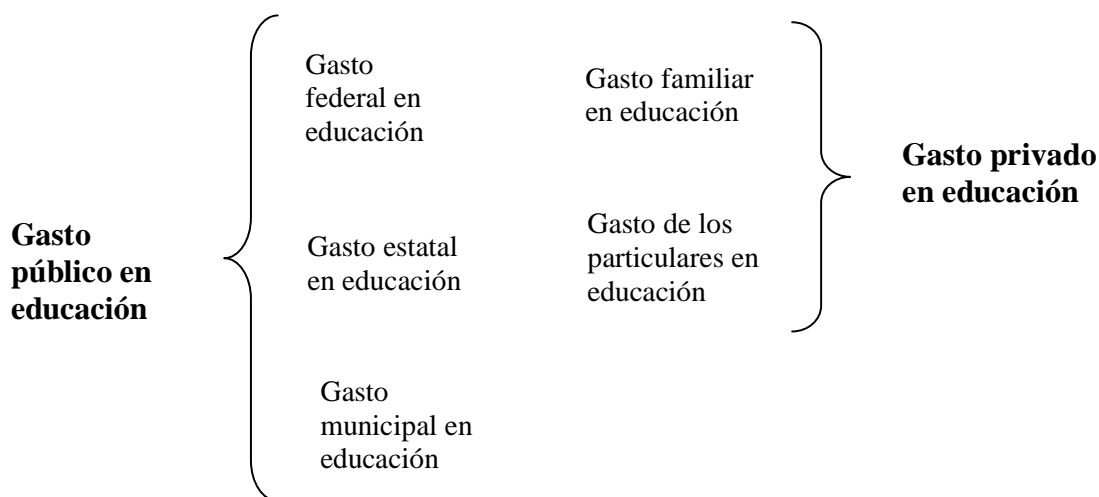 Gasto
público en
educación
Gasto
federal en
educación
Gasto estatal
en educación
Gasto
municipal en
educación
Gasto familiar
en educación
Gasto de los
particulares en
educación
Gasto privado
en educación